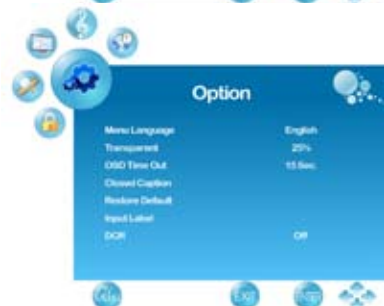 Option
Menu Language English
Transparent 25%
OSD Time Out 15 Sec
Closed Caption
Restore Default
Input Label
DCR Off
EXIT